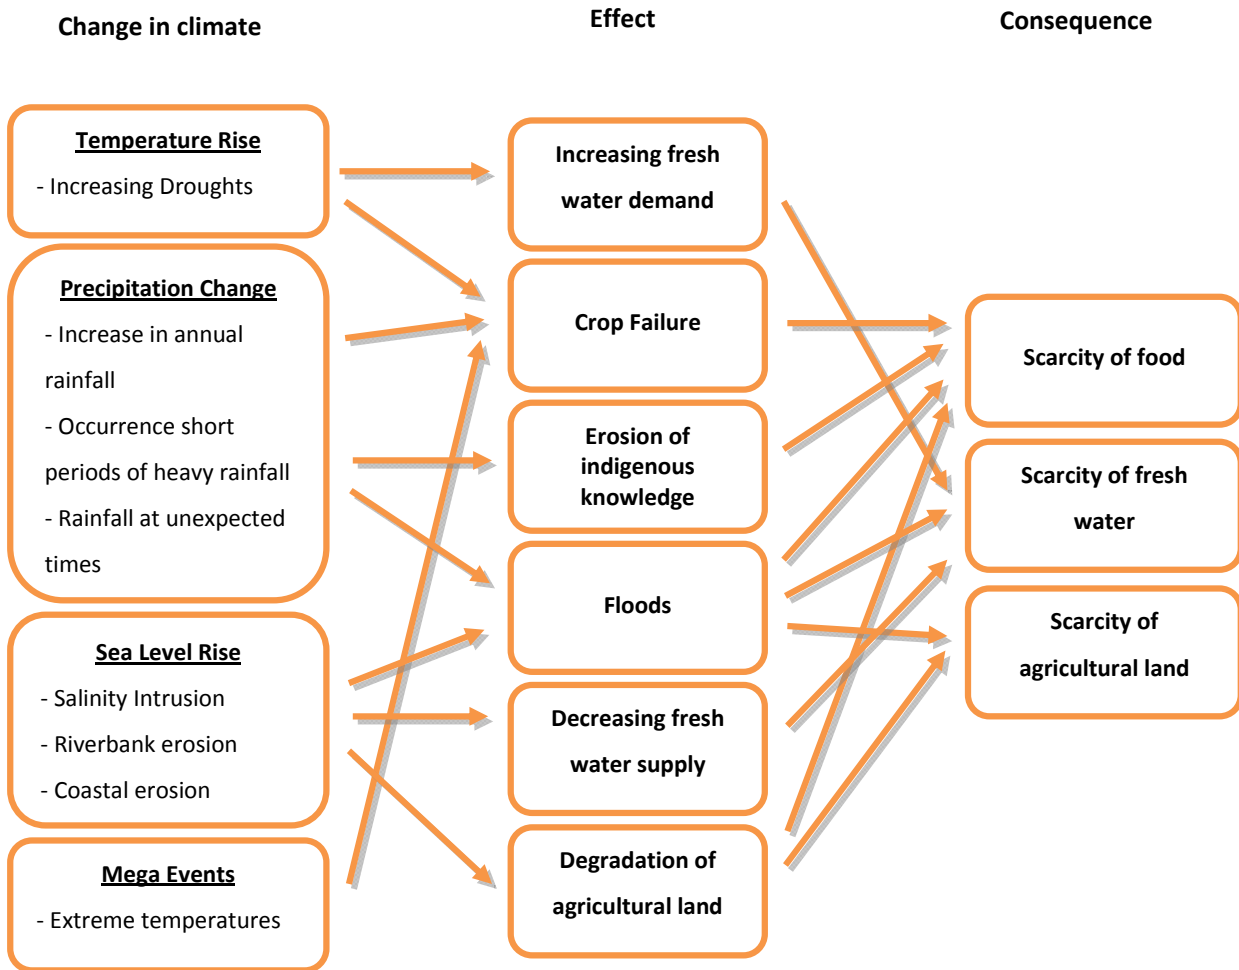 Change in climate
Effect
Consequence
Temperature Rise
- Increasing Droughts
Precipitation Change
- Increase in annual
rainfall
- Occurrence short
periods of heavy rainfall
- Rainfall at unexpected
times
Sea Level Rise
- Salinity Intrusion
- Riverbank erosion
- Coastal erosion
Mega Events
- Extreme temperatures
Increasing fresh
water demand
Crop Failure
Erosion of
indigenous
knowledge
Floods
Decreasing fresh
water supply
Degradation of
agricultural land
Scarcity of food
Scarcity of fresh
water
Scarcity of
agricultural land